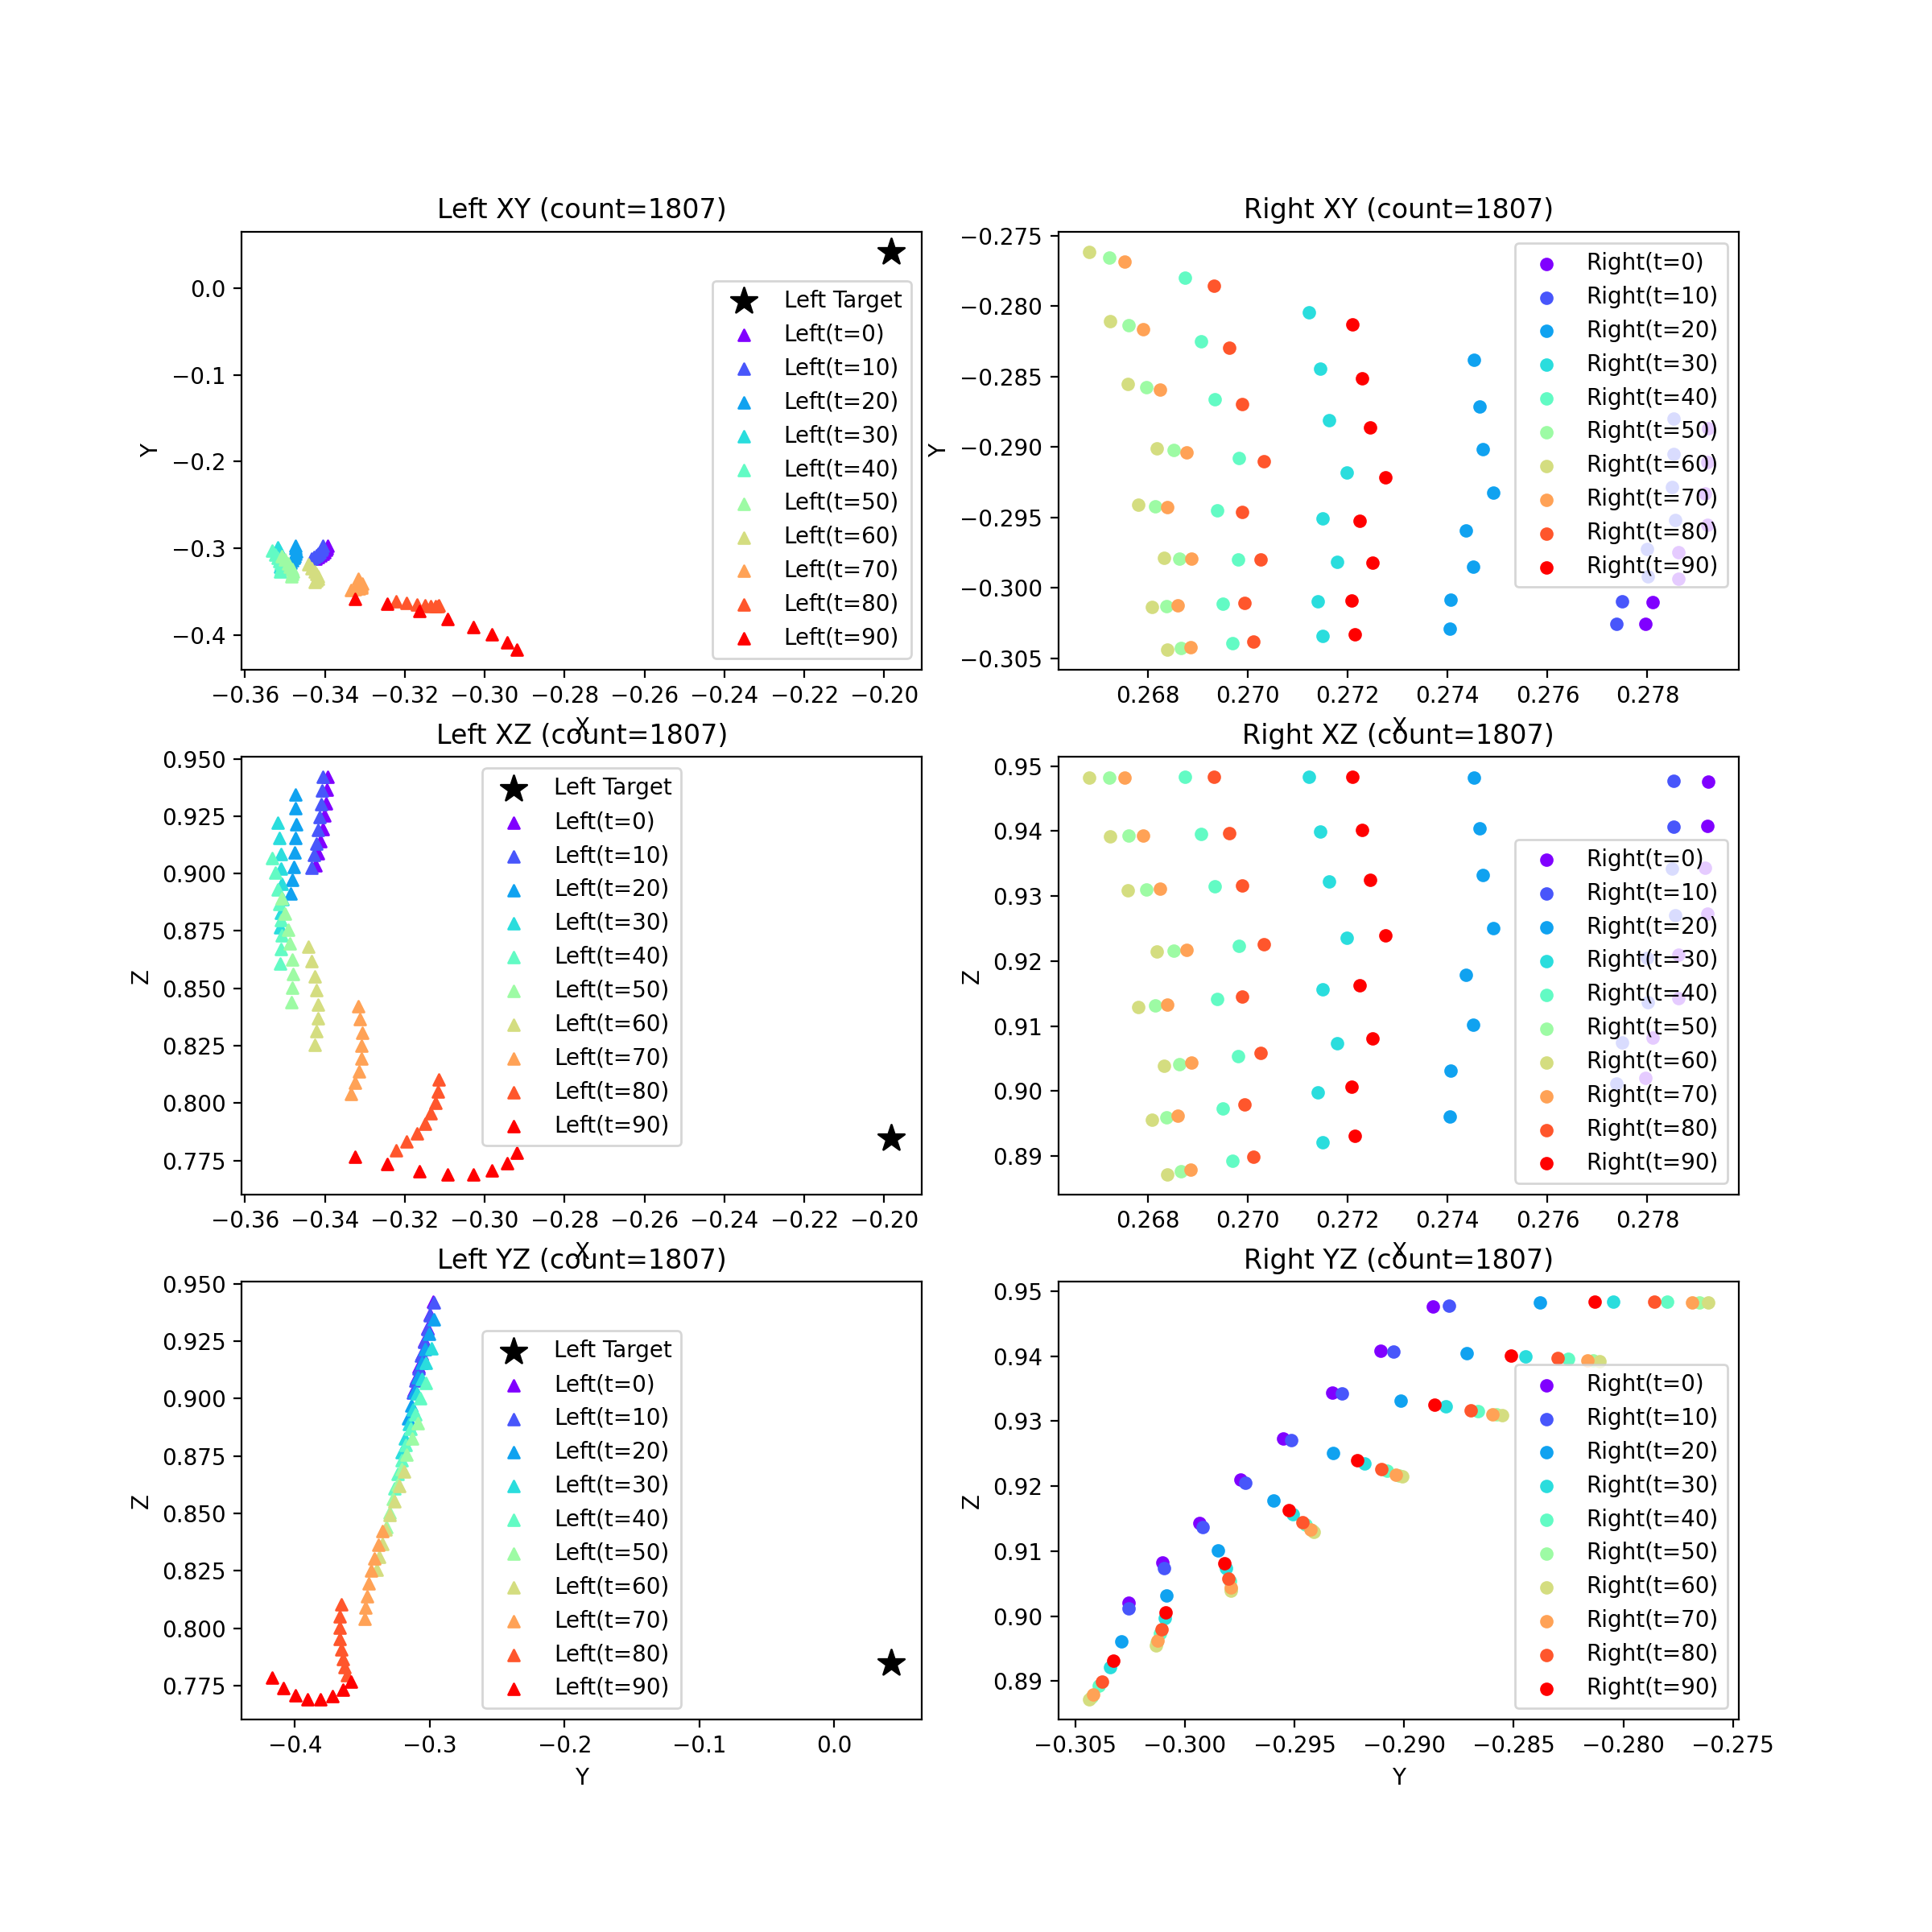 Left XY (count=1807)
Y
0.0
−0.1
−0.2
−0.3
−0.4
−0.36 −0.34 −0.32 −0.30 −0.28 −0.26 −0.24 −0.22 −0.20
X
Left Target
Left(t=0)
Left(t=10)
Left(t=20)
Left(t=30)
Left(t=40)
Left(t=50)
Left(t=60)
Left(t=70)
Left(t=80)
Left(t=90)
Right XY (count=1807)
Y
−0.275
−0.280
−0.285
−0.290
−0.295
−0.300
−0.305
0.268 0.270 0.272 0.274 0.276 0.278
X
Right(t=0)
Right(t=10)
Right(t=20)
Right(t=30)
Right(t=40)
Right(t=50)
Right(t=60)
Right(t=70)
Right(t=80)
Right(t=90)
Left XZ (count=1807)
Z
0.950
0.925
0.900
0.875
0.850
0.825
0.800
0.775
−0.36 −0.34 −0.32 −0.30 −0.28 −0.26 −0.24 −0.22 −0.20
X
Left Target
Left(t=0)
Left(t=10)
Left(t=20)
Left(t=30)
Left(t=40)
Left(t=50)
Left(t=60)
Left(t=70)
Left(t=80)
Left(t=90)
Right XZ (count=1807)
Z
0.95
0.94
0.93
0.92
0.91
0.90
0.89
0.268 0.270 0.272 0.274 0.276 0.278
X
Right(t=0)
Right(t=10)
Right(t=20)
Right(t=30)
Right(t=40)
Right(t=50)
Right(t=60)
Right(t=70)
Right(t=80)
Right(t=90)
Left YZ (count=1807)
Z
0.950
0.925
0.900
0.875
0.850
0.825
0.800
0.775
−0.4 −0.3 −0.2 −0.1 0.0
Y
Left Target
Left(t=0)
Left(t=10)
Left(t=20)
Left(t=30)
Left(t=40)
Left(t=50)
Left(t=60)
Left(t=70)
Left(t=80)
Left(t=90)
Right YZ (count=1807)
Z
0.95
0.94
0.93
0.92
0.91
0.90
0.89
−0.305 −0.300 −0.295 −0.290 −0.285 −0.280 −0.275
Y
Right(t=0)
Right(t=10)
Right(t=20)
Right(t=30)
Right(t=40)
Right(t=50)
Right(t=60)
Right(t=70)
Right(t=80)
Right(t=90)